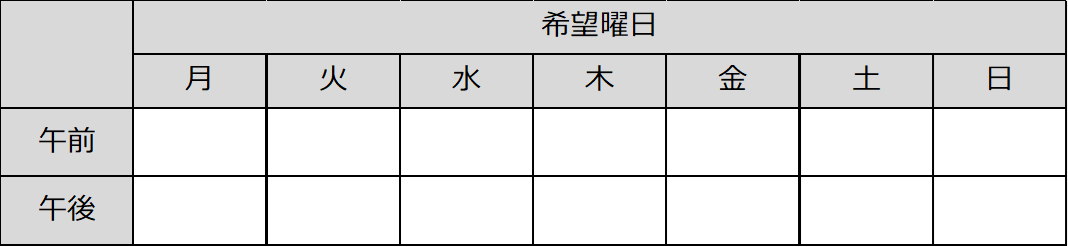 希望曜日
月 火 水 木 金 土 日
午前
午後